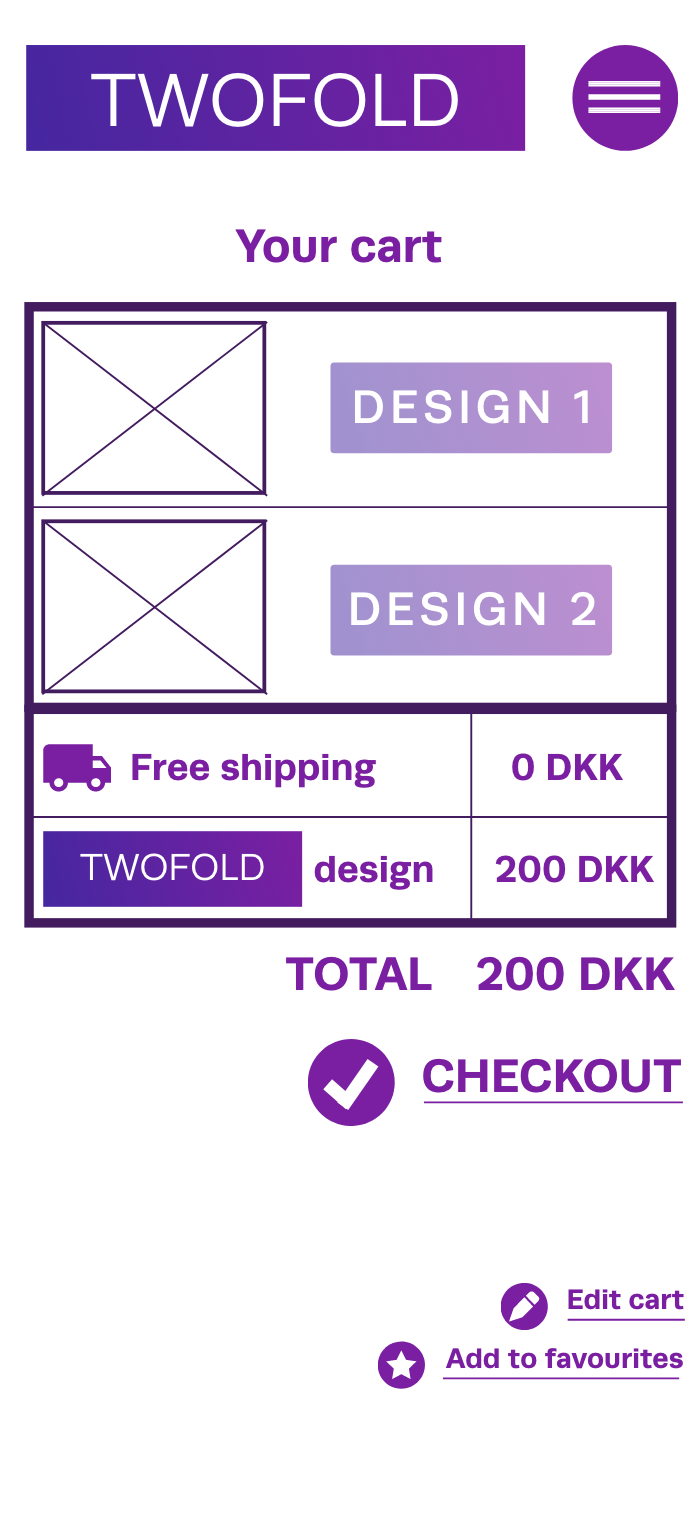 TWOFOLD
Your cart
DESIGN 1
DESIGN 2
Free shipping 0 DKK
TWOFOLD design 200 DKK
TOTAL 200 DKK
CHECKOUT
Edit cart
Add to favourites